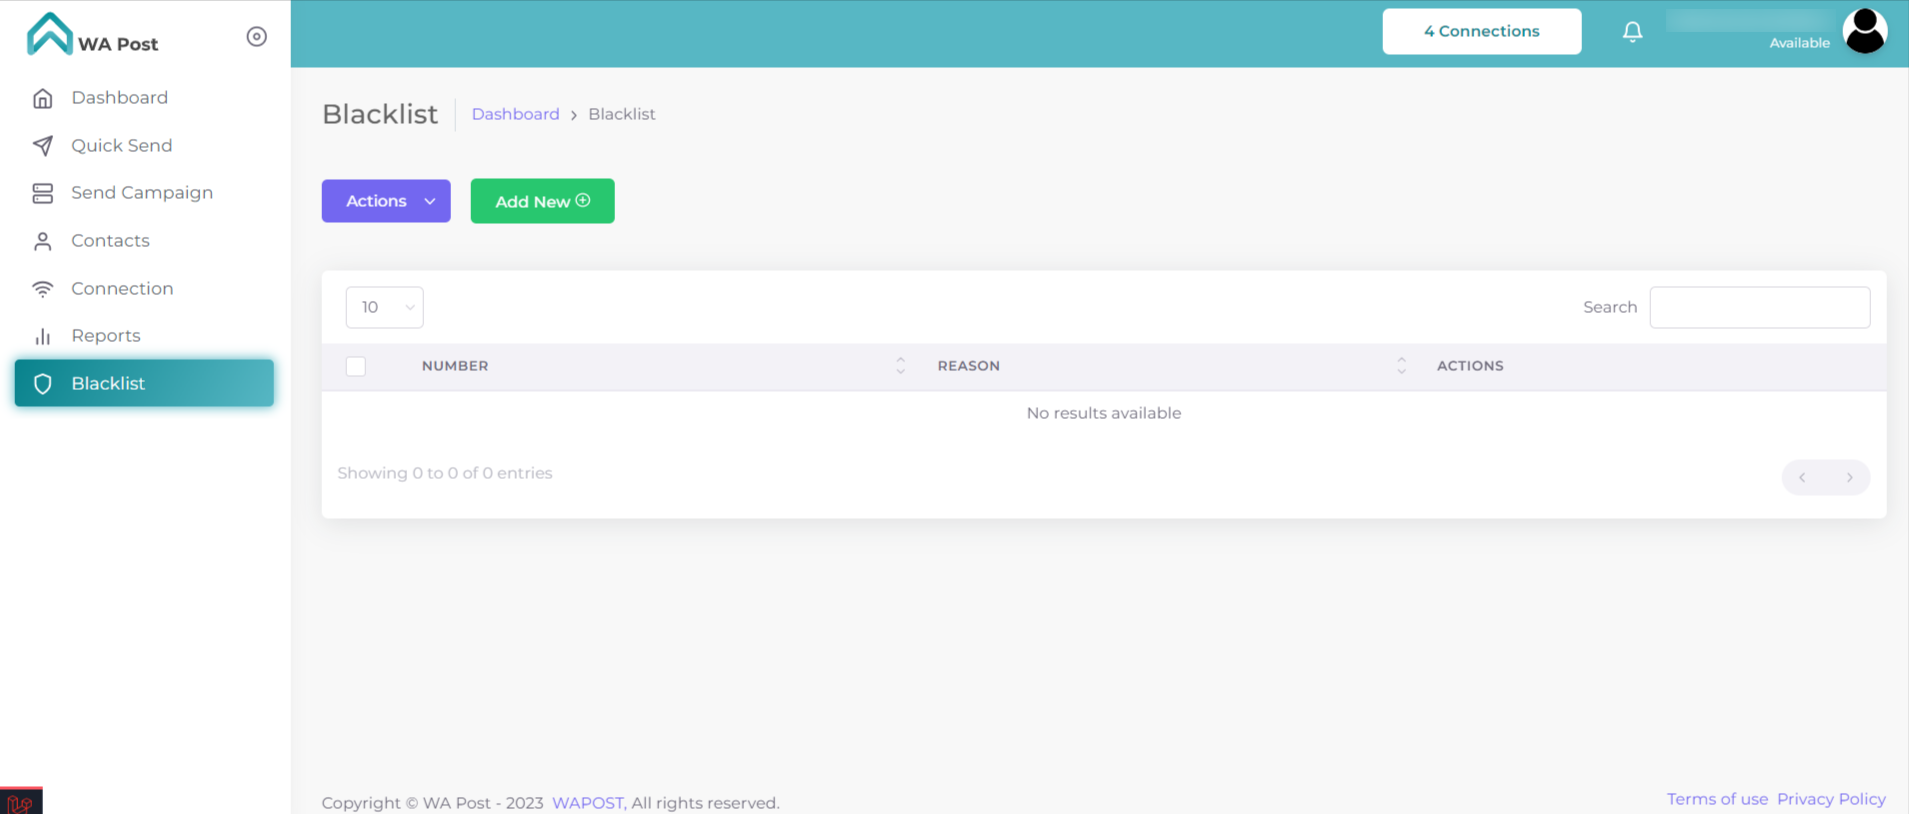 WA Post
Dashboard
Quick Send
Send Campaign
Contacts
Connection
Reports
Blacklist
4 Connections
Available
Blacklist
Dashboard > Blacklist
Actions
Add New
10
Search
NUMBER REASON ACTIONS
No results available
Showing 0 to 0 of 0 entries
Copyright © WA Post - 2023 WAPOST, All rights reserved.
Terms of use Privacy Policy